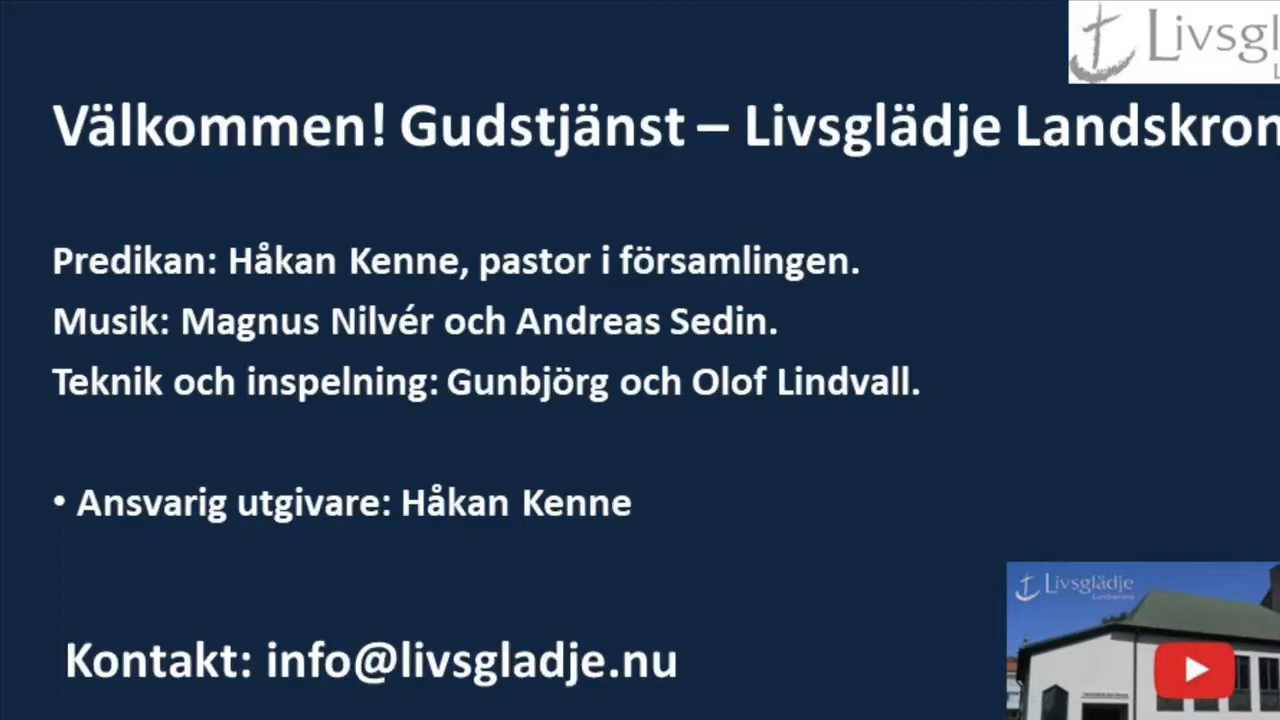 Livsgl
L
Välkommen! Gudstjänst – Livsglädje Landskron
Predikan: Håkan Kenne, pastor i församlingen.
Musik: Magnus Nilvér och Andreas Sedin.
Teknik och inspelning: Gunbjörg och Olof Lindvall.
• Ansvarig utgivare: Håkan Kenne
Livsglädje
Landskrona
Kontakt: info@livsgladje.nu